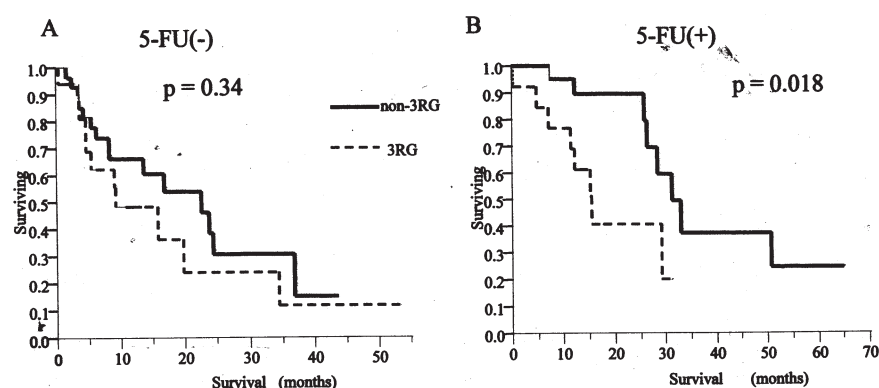 A
5-FU(-)
p = 0.34
non-3RG
3RG
Surviving
1.0
0.9
0.8
0.7
0.6
0.5
0.4
0.3
0.2
0.1
0.0
0 10 20 30 40 50
Survival (months)
B
5-FU(+)
p = 0.018
Surviving
1.0
0.9
0.8
0.7
0.6
0.5
0.4
0.3
0.2
0.1
0.0
0 10 20 30 40 50 60 70
Survival (months)